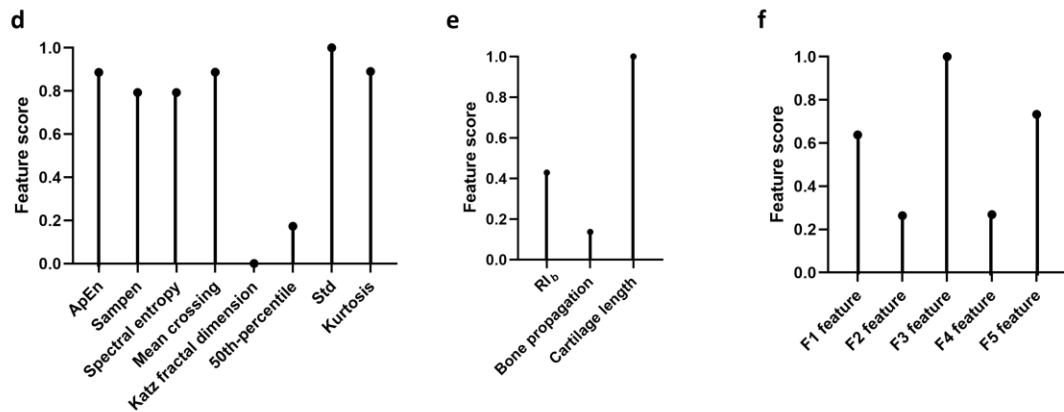 d
Feature score
1.0
0.8
0.6
0.4
0.2
0.0
ApEn
Sampen
Spectral entropy
Mean crossing
Katz fractal dimension
50th-percentile
Std
Kurtosis
e
Feature score
1.0
0.8
0.6
0.4
0.2
0.0
RIb
Bone propagation
Cartilage length
f
Feature score
1.0
0.8
0.6
0.4
0.2
0.0
F1 feature
F2 feature
F3 feature
F4 feature
F5 feature